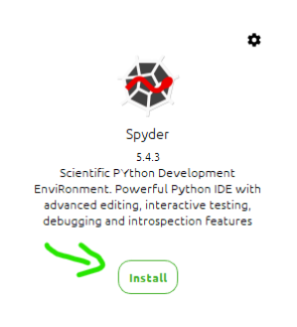 Spyder
5.4.3
Scientific PYthon Development
EnviRonment. Powerful Python IDE with
advanced editing, interactive testing,
debugging and introspection features
Install